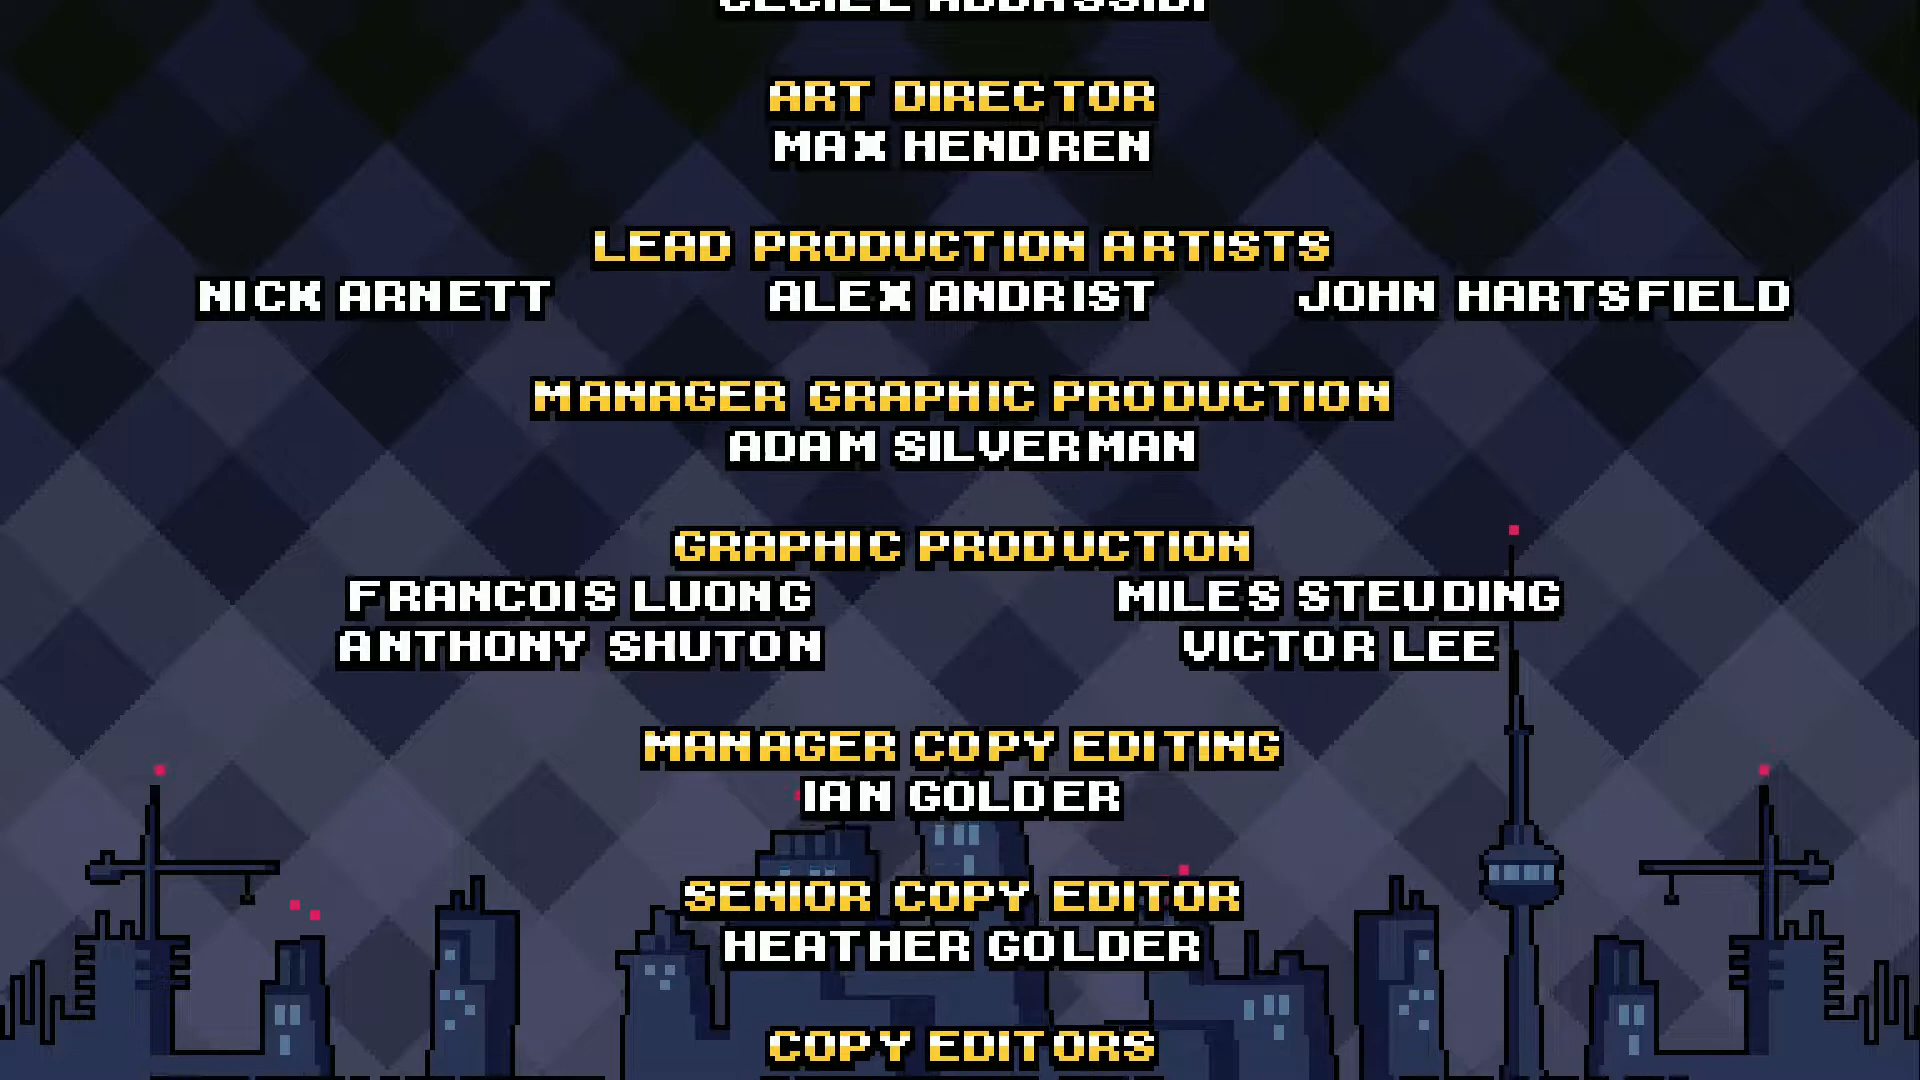 ART DIRECTOR
MAX HENDREN
LEAD PRODUCTION ARTISTS
NICK ARNETT ALEX ANDRIST JOHN HARTSFIELD
MANAGER GRAPHIC PRODUCTION
ADAM SILVERMAN
GRAPHIC PRODUCTION
FRANCOIS LUONG MILES STEUDING
ANTHONY SHUTON VICTOR LEE
MANAGER COPY EDITING
IAN GOLDER
SENIOR COPY EDITOR
HEATHER GOLDER
COPY EDITORS